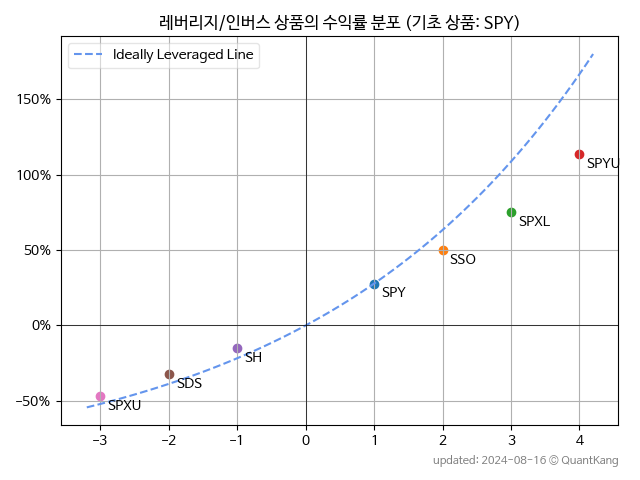 레버리지/인버스 상품의 수익률 분포 (기초 상품: SPY)
Ideally Leveraged Line
150%
100%
50%
0%
−50%
SPYU
SPXL
SSO
SPY
SH
SDS
SPXU
−3 −2 −1 0 1 2 3 4
updated: 2024-08-16 © QuantKang